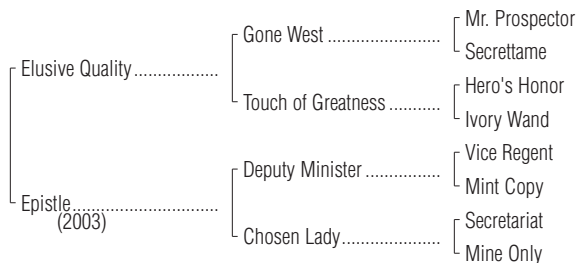 Mr. Prospector
Gone West ........................
Secrettame
Elusive Quality ..................
Hero's Honor
Touch of Greatness ...........
Ivory Wand
Vice Regent
Deputy Minister ................
Mint Copy
Epistle...............................
(2003)
Secretariat
Chosen Lady.....................
Mine Only